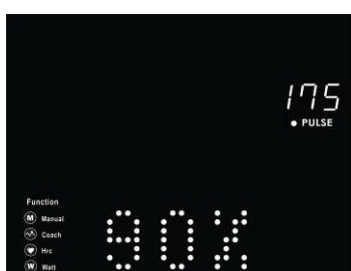 175
PULSE
Function
M Manual
Coach
Hrc
W Watt
90%